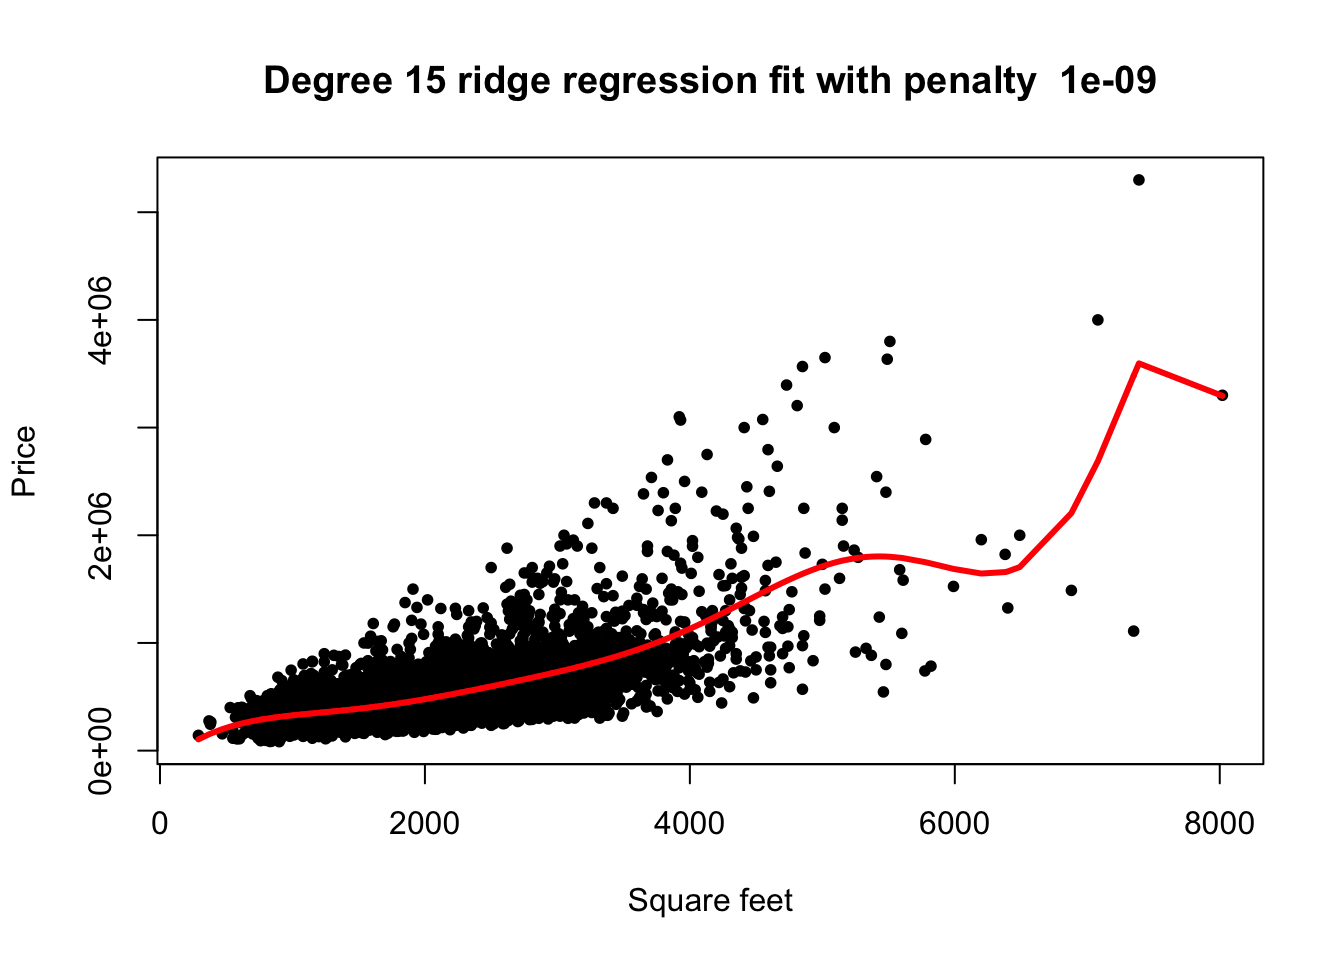 Degree 15 ridge regression fit with penalty  1e-09
Price
4e+06
2e+06
0e+00
0 2000 4000 6000 8000
Square feet